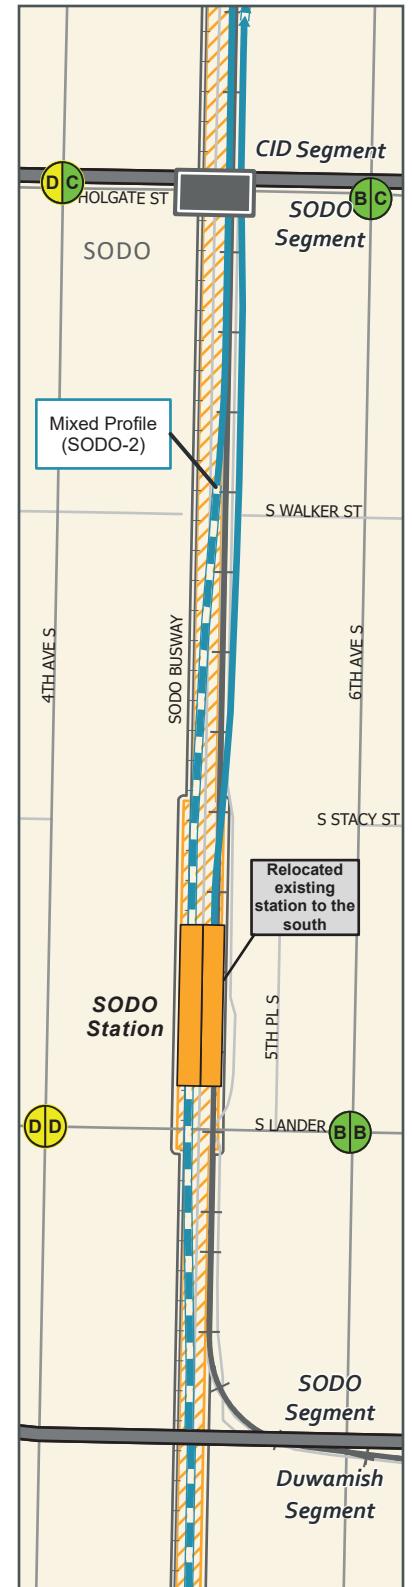 CID Segment
D C
HOLGATE ST
B C
SODO
Segment
SODO
Mixed Profile
(SODO-2)
S WALKER ST
SODO BUSWAY
4TH AVE S
6TH AVE S
S STACY ST
Relocated
existing
station to the
south
SODO
Station
5TH PL S
D D
S LANDER
B B
SODO
Segment
Duwamish
Segment